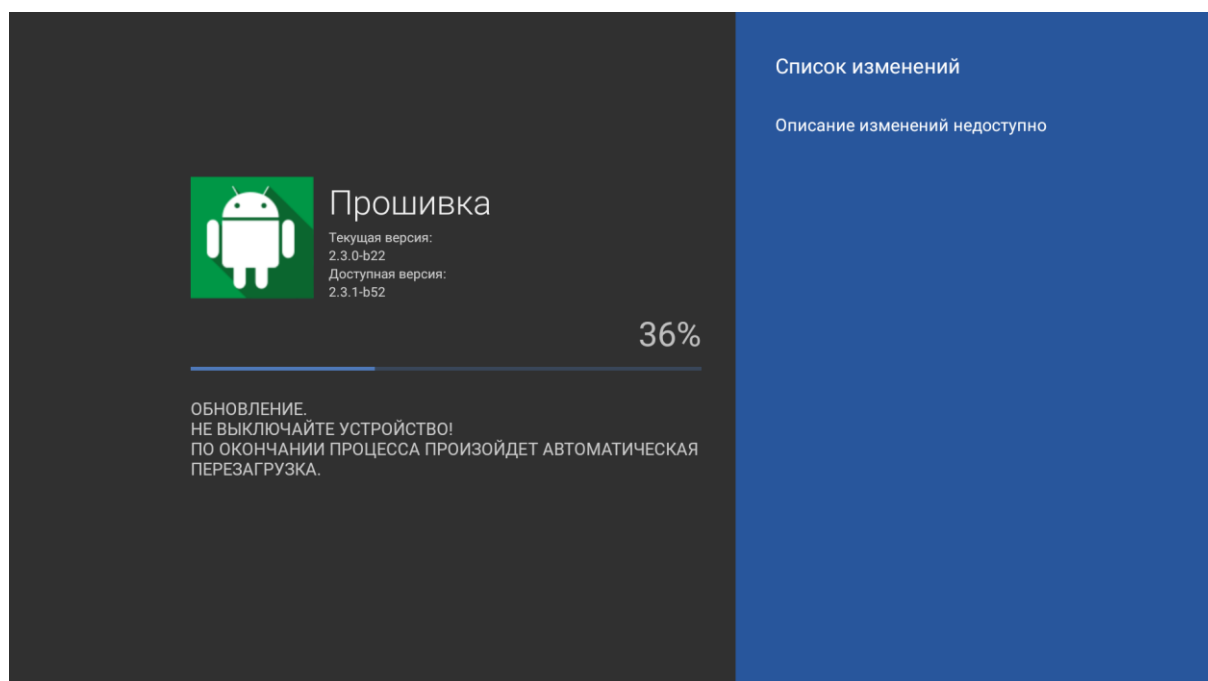 Список изменений
Описание изменений недоступно
Прошивка
Текущая версия:
2.3.0-b22
Доступная версия:
2.3.1-b52
36%
ОБНОВЛЕНИЕ.
НЕ ВЫКЛЮЧАЙТЕ УСТРОЙСТВО!
ПО ОКОНЧАНИИ ПРОЦЕССА ПРОИЗОЙДЕТ АВТОМАТИЧЕСКАЯ
ПЕРЕЗАГРУЗКА.